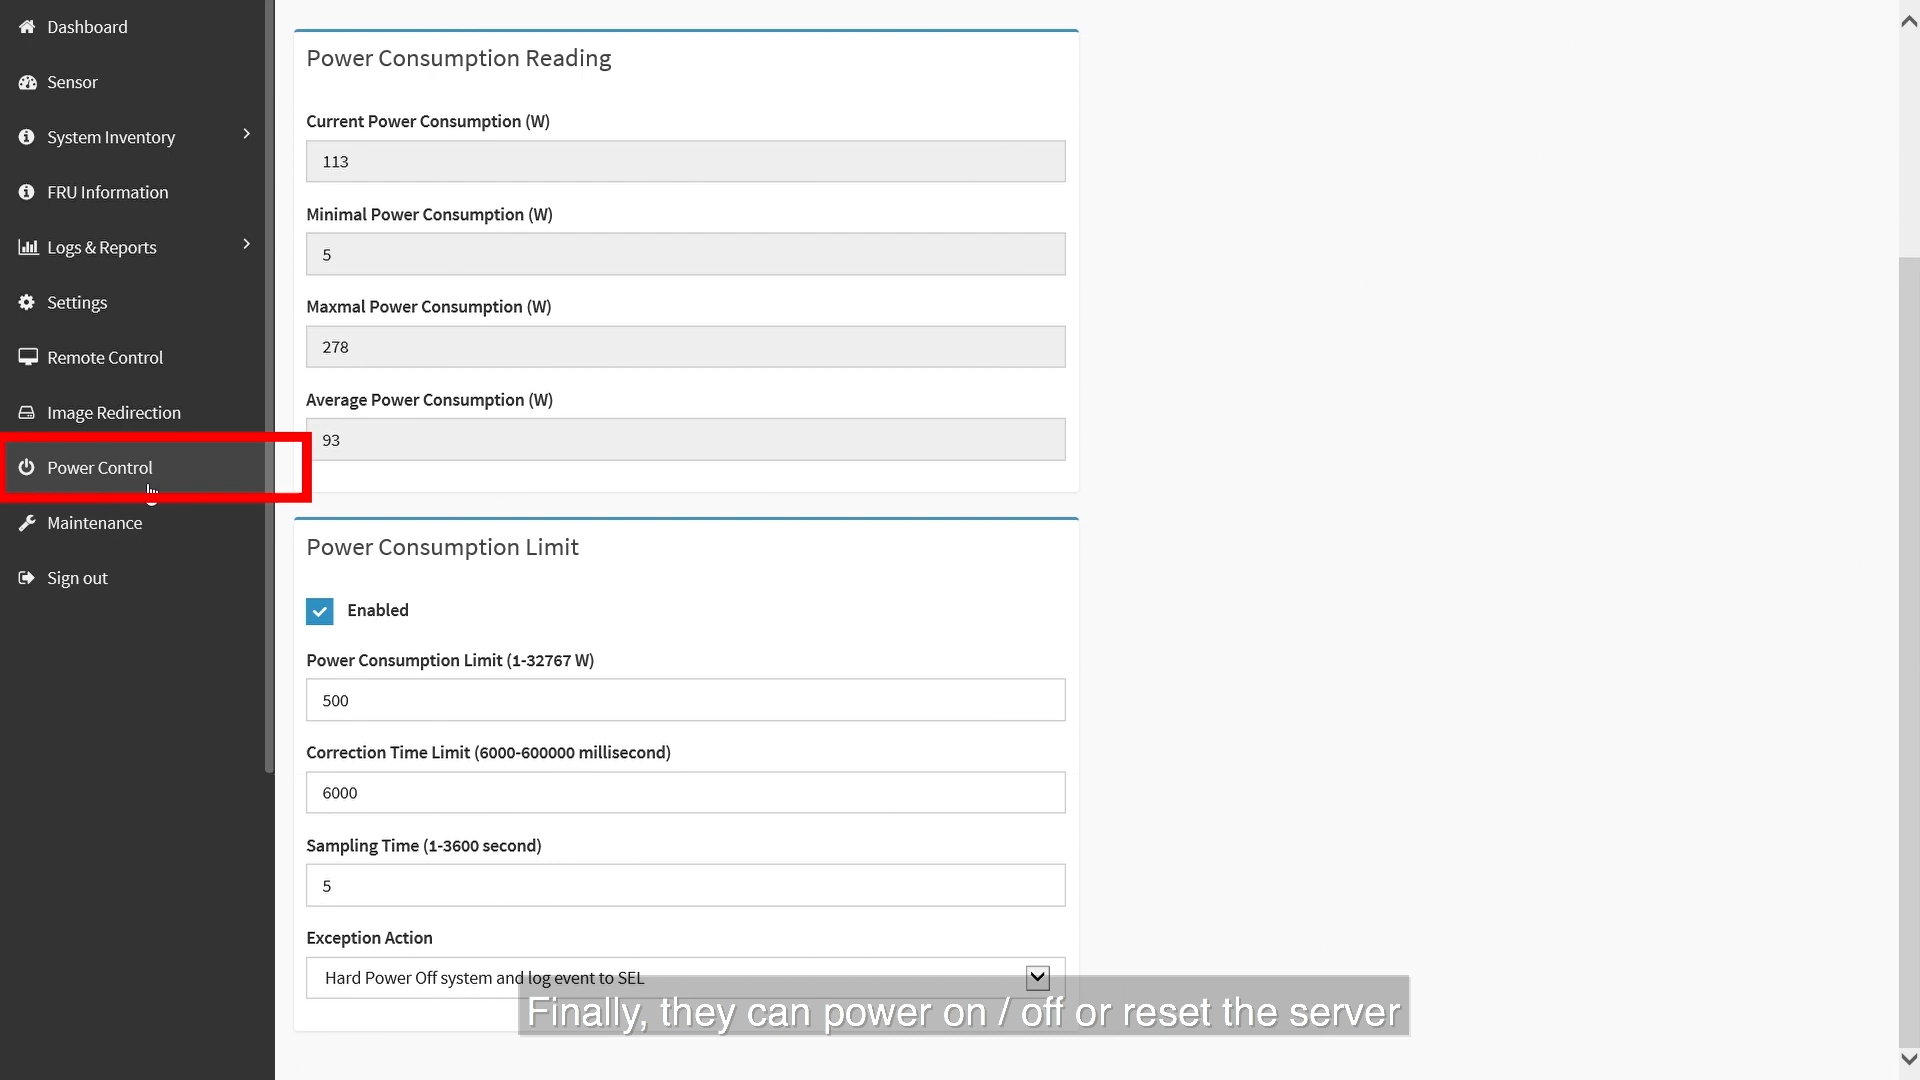 Dashboard
Sensor
System Inventory
FRU Information
Logs & Reports
Settings
Remote Control
Image Redirection
Power Control
Maintenance
Sign out
Power Consumption Reading
Current Power Consumption (W)
113
Minimal Power Consumption (W)
5
Maxmal Power Consumption (W)
278
Average Power Consumption (W)
93
Power Consumption Limit
Enabled
Power Consumption Limit (1-32767 W)
500
Correction Time Limit (6000-600000 millisecond)
6000
Sampling Time (1-3600 second)
5
Exception Action
Hard Power Off system and log event to SEL
Finally, they can power on / off or reset the server